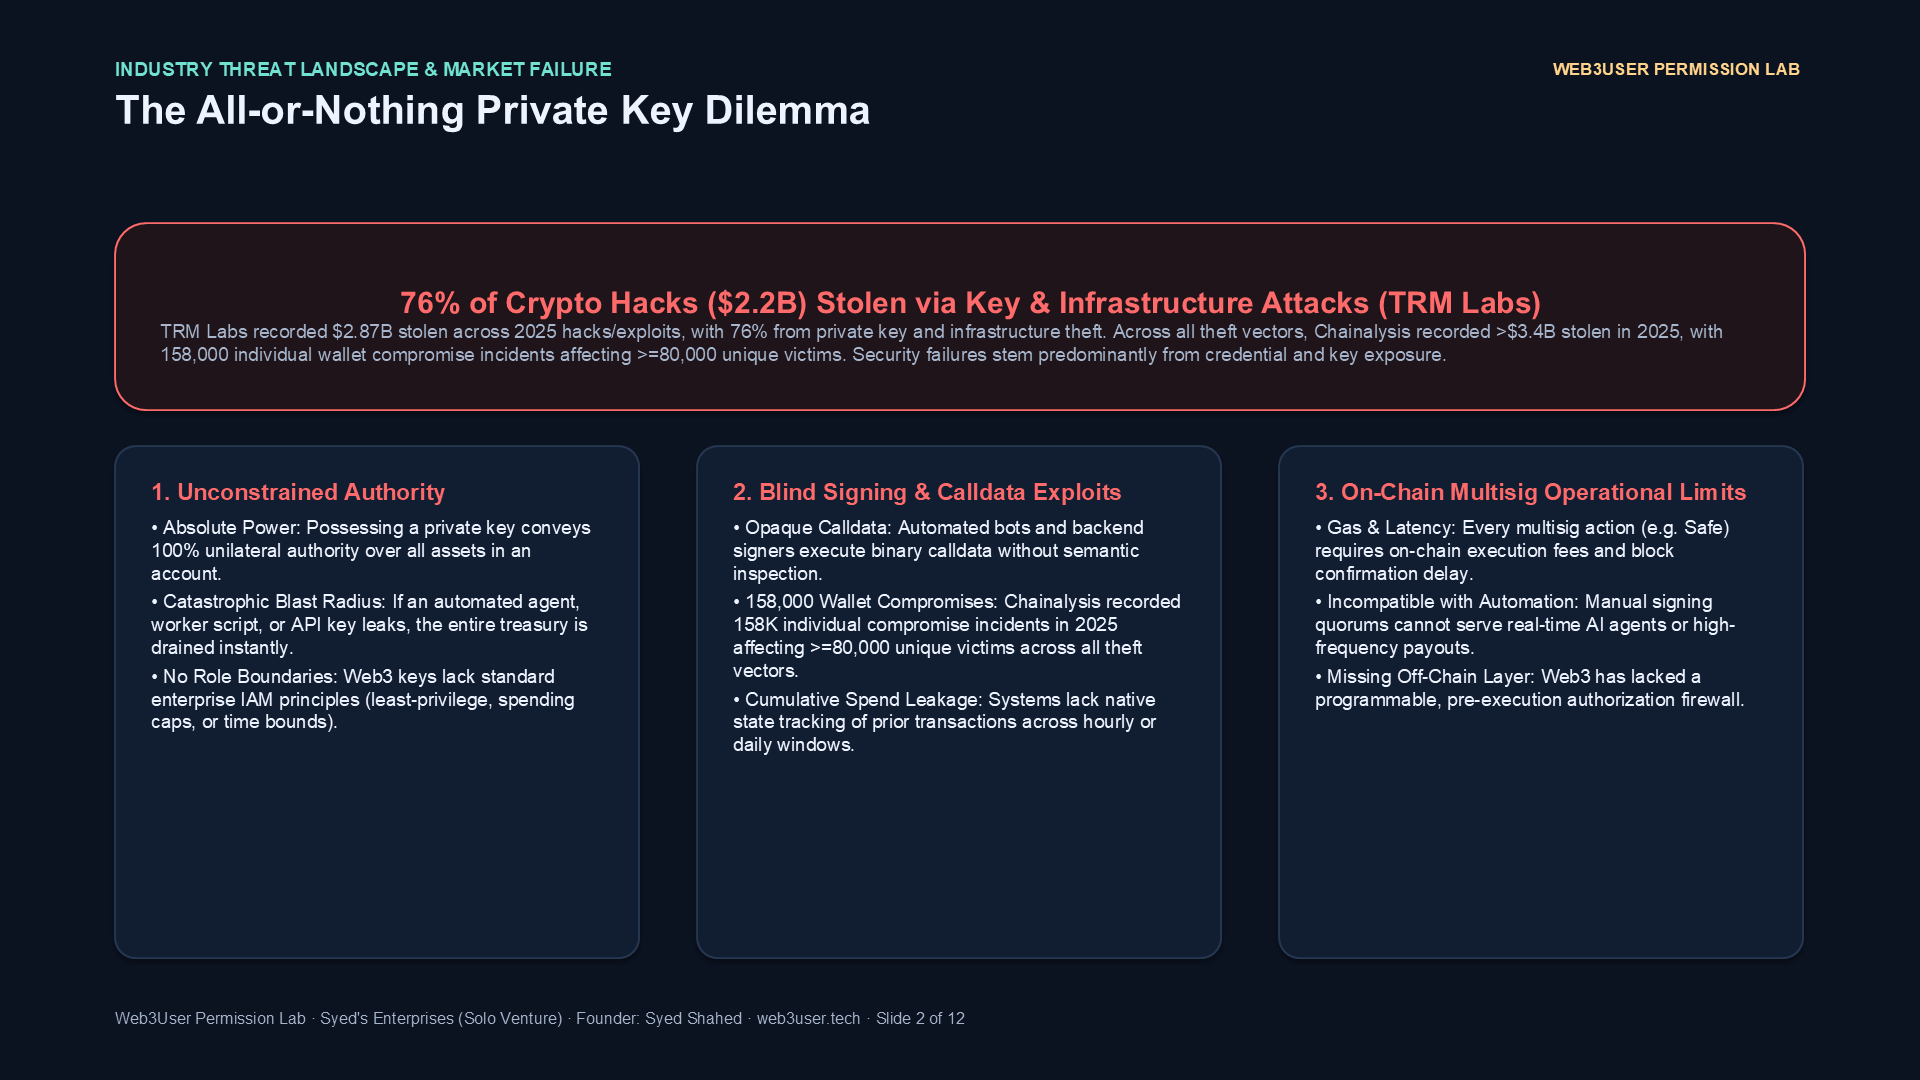 INDUSTRY THREAT LANDSCAPE & MARKET FAILURE
WEB3USER PERMISSION LAB
The All-or-Nothing Private Key Dilemma
76% of Crypto Hacks ($2.2B) Stolen via Key & Infrastructure Attacks (TRM Labs)
TRM Labs recorded $2.87B stolen across 2025 hacks/exploits, with 76% from private key and infrastructure theft. Across all theft vectors, Chainalysis recorded >$3.4B stolen in 2025, with
158,000 individual wallet compromise incidents affecting >=80,000 unique victims. Security failures stem predominantly from credential and key exposure.
1. Unconstrained Authority
• Absolute Power: Possessing a private key conveys
100% unilateral authority over all assets in an
account.
• Catastrophic Blast Radius: If an automated agent,
worker script, or API key leaks, the entire treasury is
drained instantly.
• No Role Boundaries: Web3 keys lack standard
enterprise IAM principles (least-privilege, spending
caps, or time bounds).
2. Blind Signing & Calldata Exploits
• Opaque Calldata: Automated bots and backend
signers execute binary calldata without semantic
inspection.
• 158,000 Wallet Compromises: Chainalysis recorded
158K individual compromise incidents in 2025
affecting >=80,000 unique victims across all theft
vectors.
• Cumulative Spend Leakage: Systems lack native
state tracking of prior transactions across hourly or
daily windows.
3. On-Chain Multisig Operational Limits
• Gas & Latency: Every multisig action (e.g. Safe)
requires on-chain execution fees and block
confirmation delay.
• Incompatible with Automation: Manual signing
quorums cannot serve real-time AI agents or high-
frequency payouts.
• Missing Off-Chain Layer: Web3 has lacked a
programmable, pre-execution authorization firewall.
Web3User Permission Lab · Syed's Enterprises (Solo Venture) · Founder: Syed Shahed · web3user.tech · Slide 2 of 12